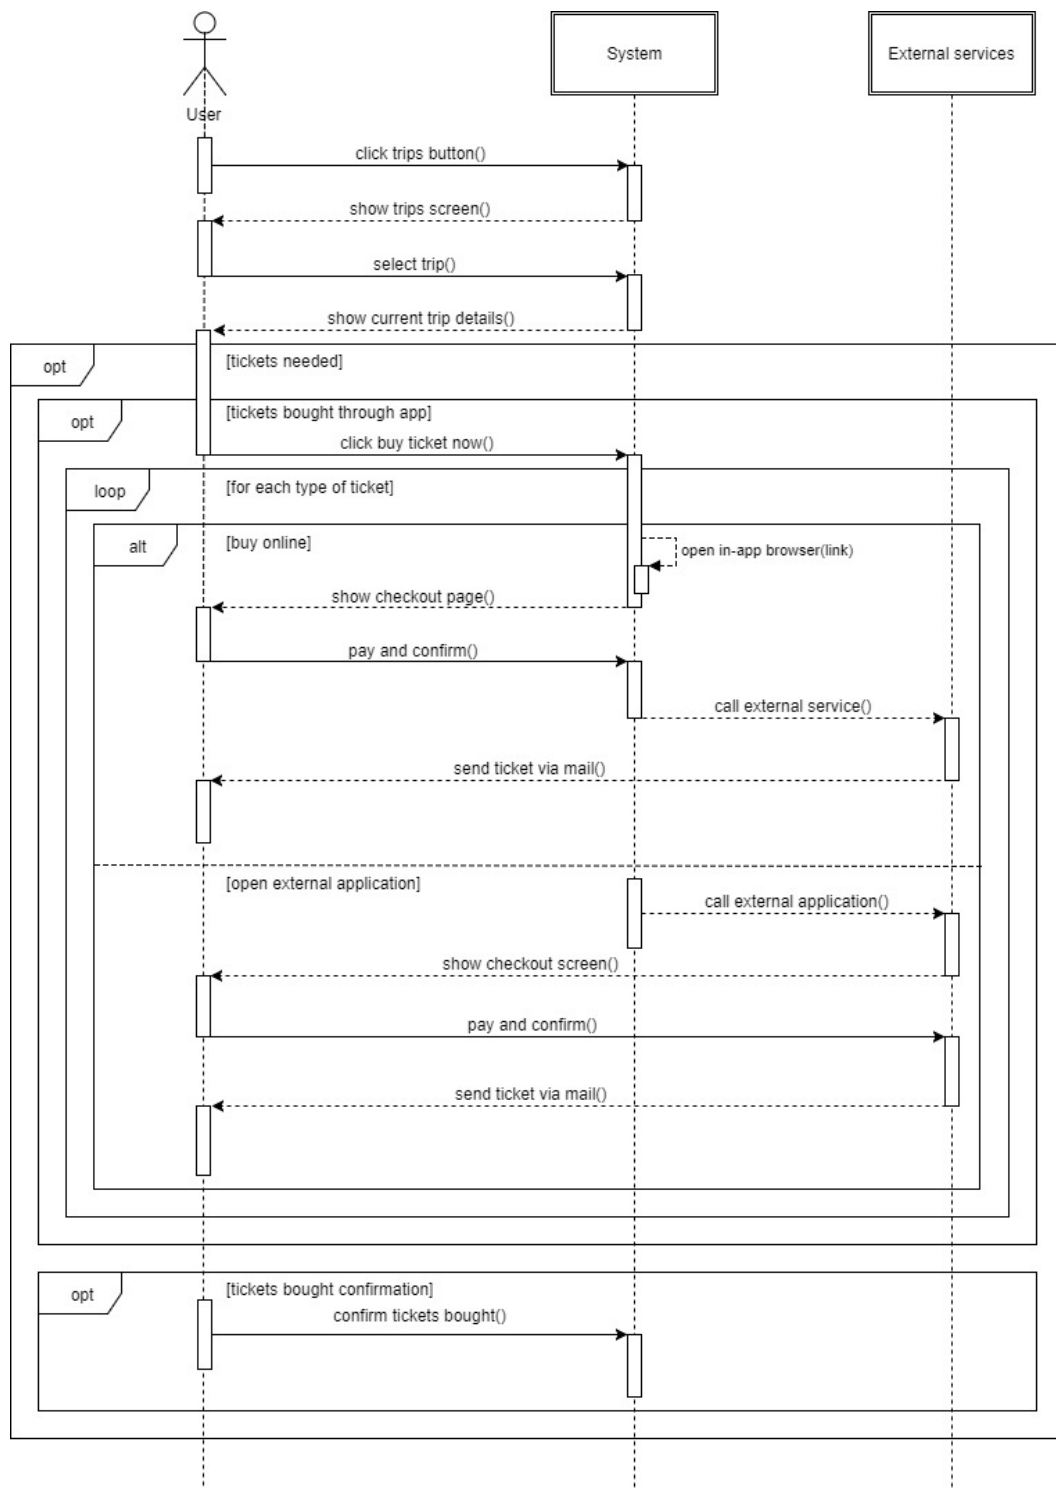 System
External services
User
click trips button()
show trips screen()
select trip()
show current trip details()
opt
[tickets needed]
opt
[tickets bought through app]
click buy ticket now()
loop
[for each type of ticket]
alt
[buy online]
open in-app browser(link)
show checkout page()
pay and confirm()
call external service()
send ticket via mail()
[open external application]
call external application()
show checkout screen()
pay and confirm()
send ticket via mail()
opt
[tickets bought confirmation]
confirm tickets bought()